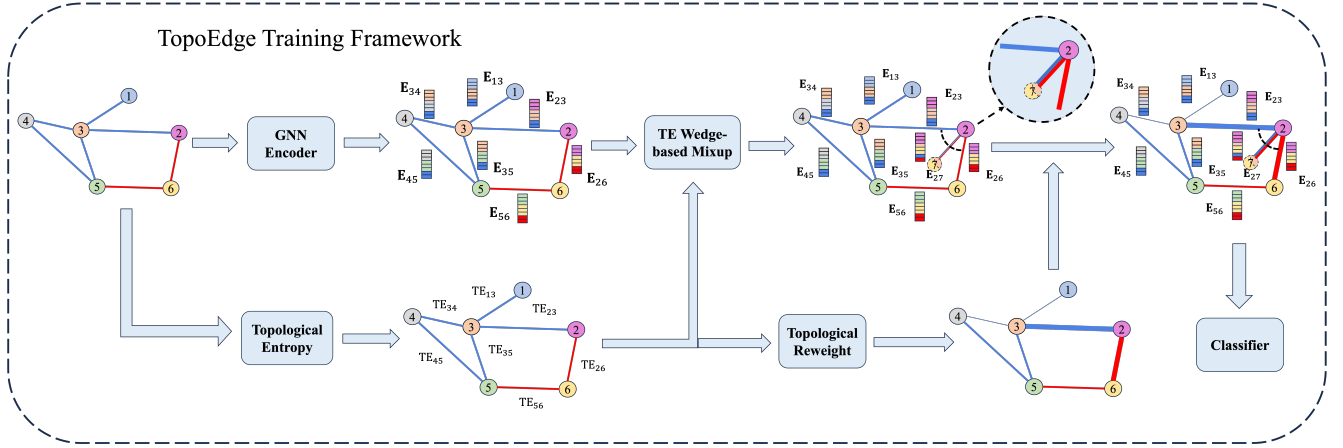 TopoEdge Training Framework
1
2
3
4
5
6
GNN
Encoder
E₃₄
E₁₃
E₂₃
E₄₅
E₃₅
E₂₆
E₅₆
1
2
3
4
5
6
TE Wedge-
based Mixup
E₃₄
E₁₃
E₂₃
E₄₅
E₃₅
E₂₇
E₂₆
E₅₆
1
2
3
4
5
6
7
2
7
E₃₄
E₁₃
E₂₃
E₄₅
E₃₅
E₂₇
E₂₆
E₅₆
1
2
3
4
5
6
7
Topological
Entropy
TE₃₄
TE₁₃
TE₂₃
TE₄₅
TE₃₅
TE₂₆
TE₅₆
1
2
3
4
5
6
Topological
Reweight
1
2
3
4
5
6
Classifier